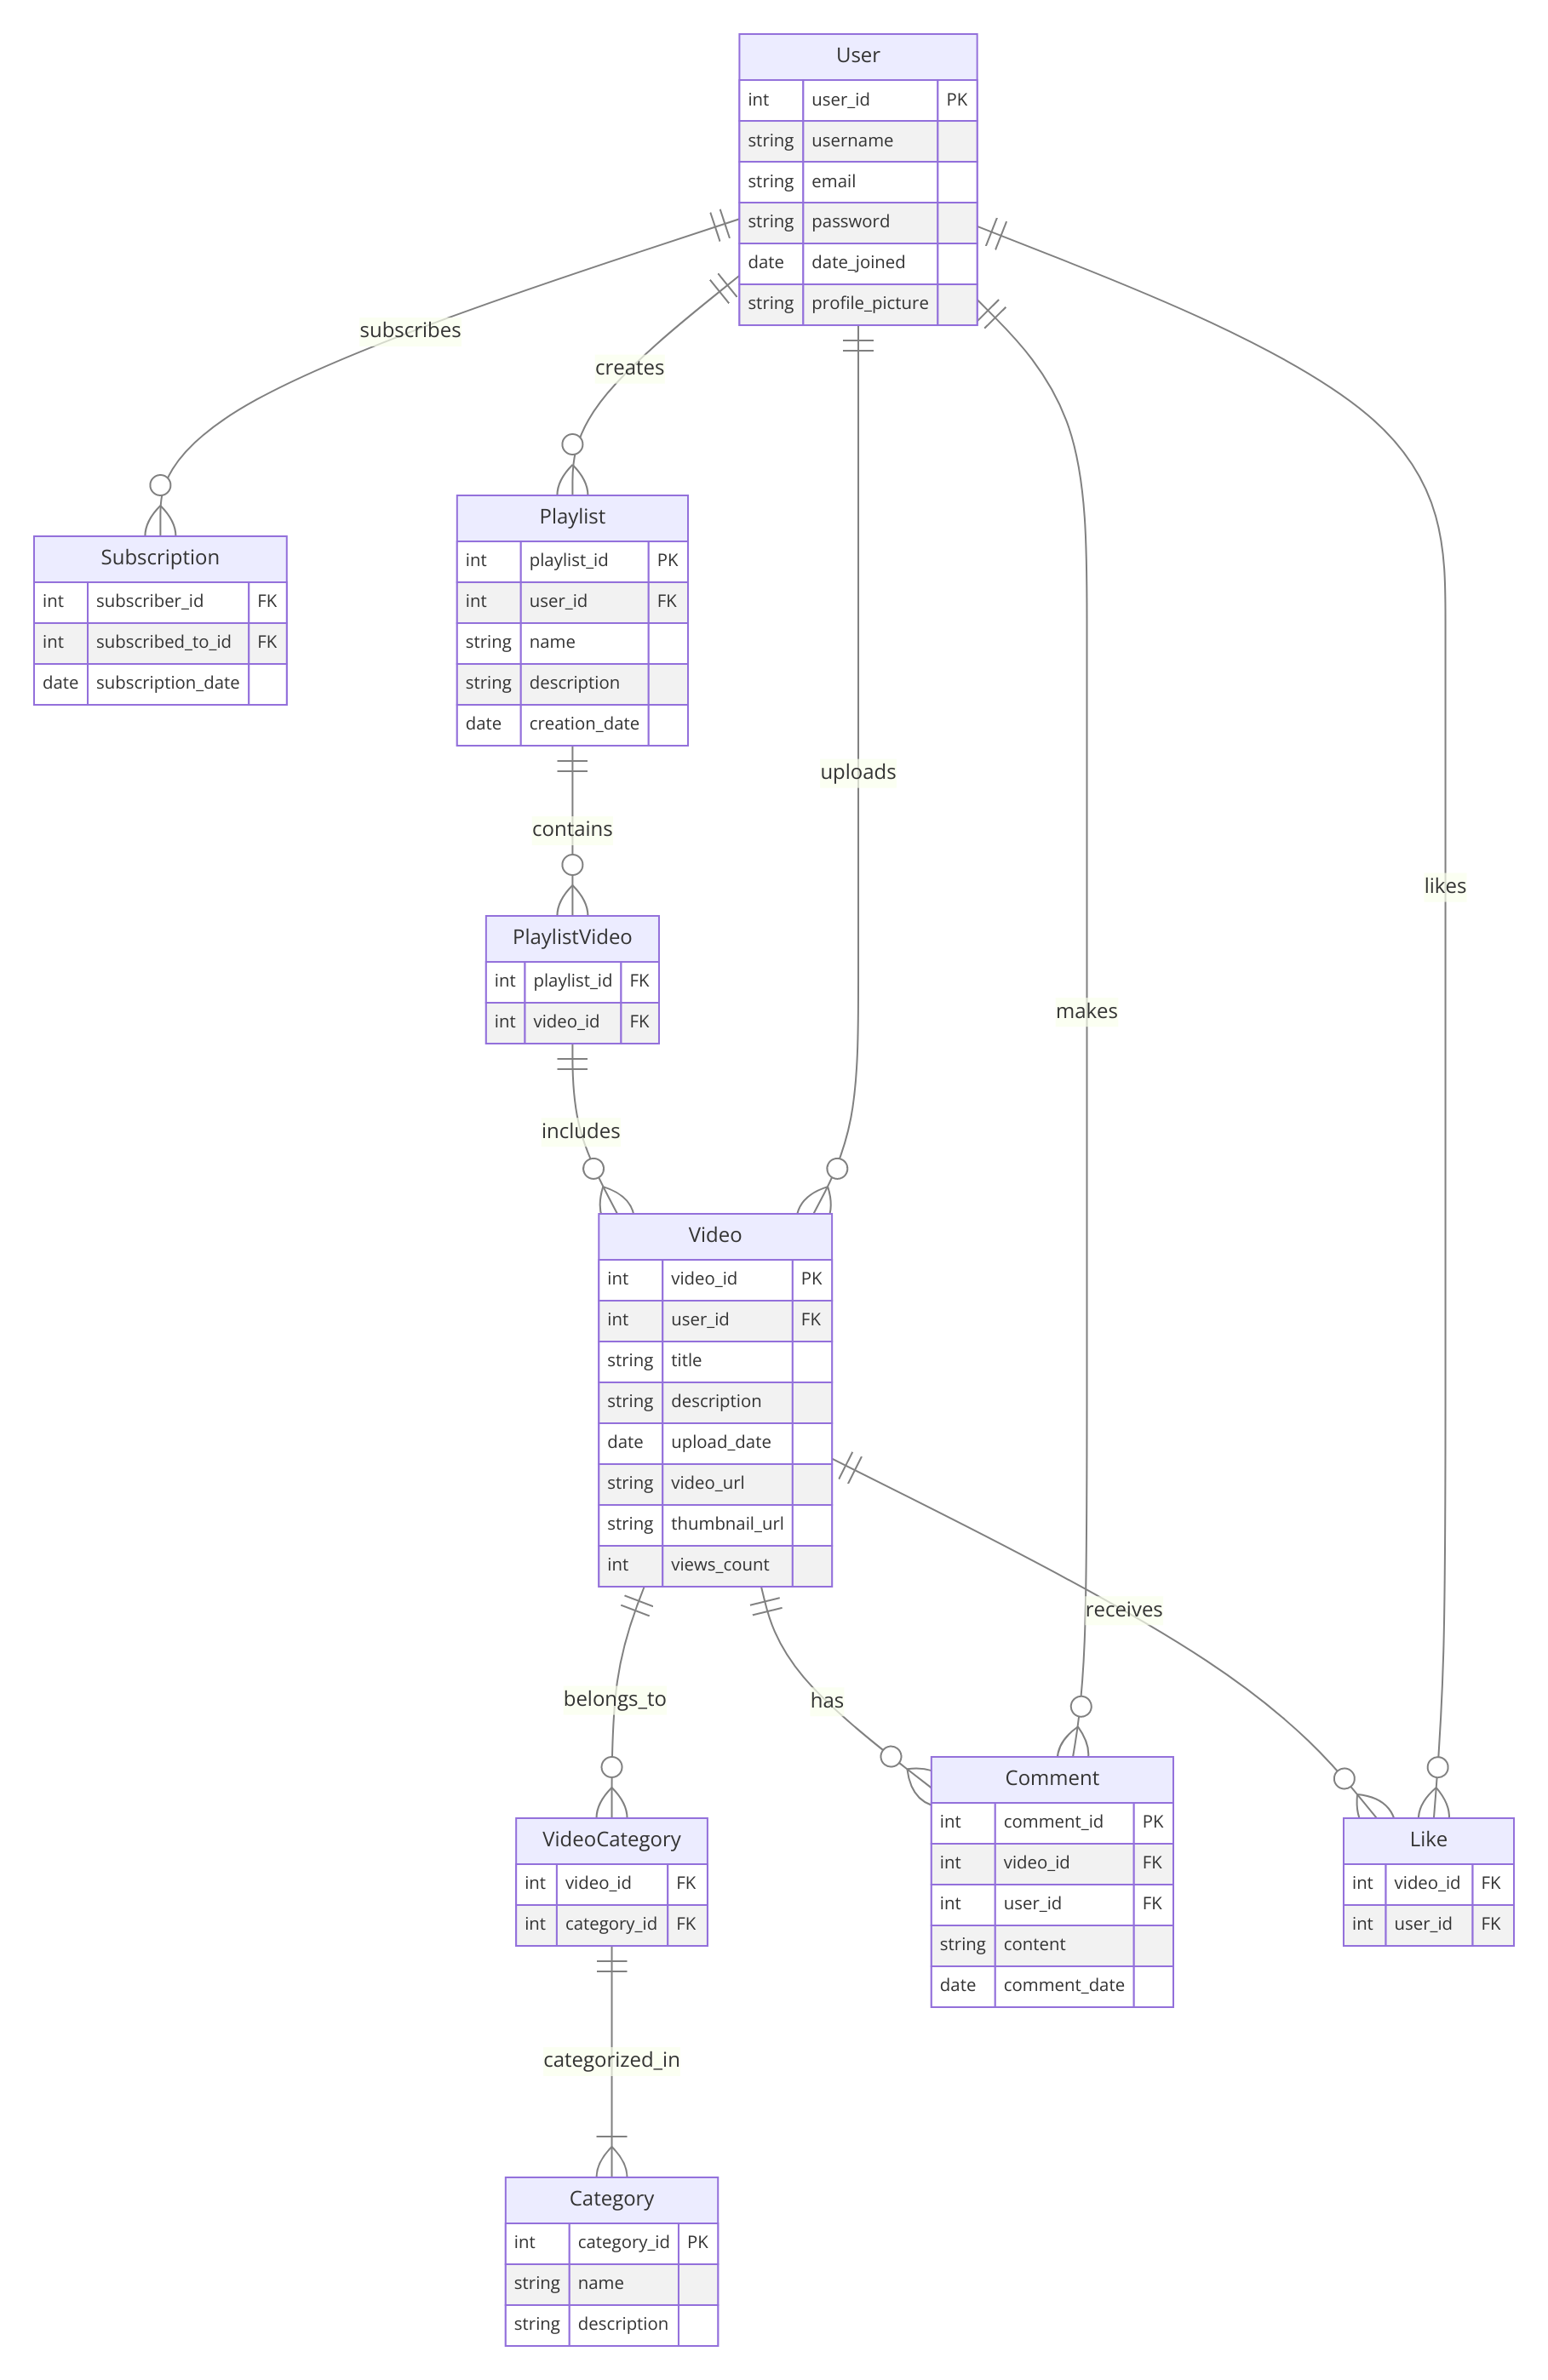 User
int user_id PK
string username
string email
string password
date date_joined
string profile_picture
subscribes
creates
Subscription
int subscriber_id FK
int subscribed_to_id FK
date subscription_date
Playlist
int playlist_id PK
int user_id FK
string name
string description
date creation_date
uploads
contains
likes
PlaylistVideo
int playlist_id FK
int video_id FK
makes
includes
Video
int video_id PK
int user_id FK
string title
string description
date upload_date
string video_url
string thumbnail_url
int views_count
receives
belongs_to
has
VideoCategory
int video_id FK
int category_id FK
Comment
int comment_id PK
int video_id FK
int user_id FK
string content
date comment_date
Like
int video_id FK
int user_id FK
categorized_in
Category
int category_id PK
string name
string description